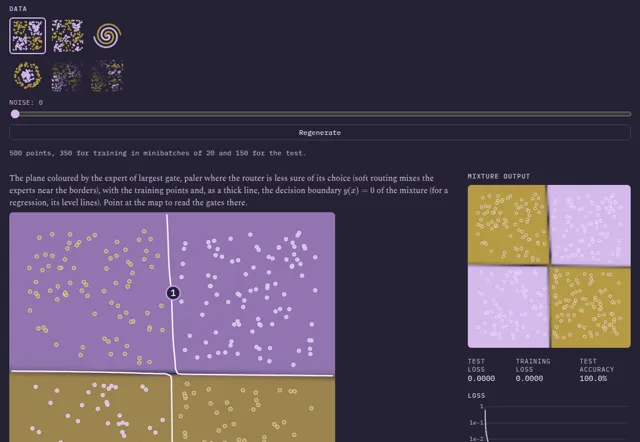 DATA
NOISE: 0
Regenerate
500 points, 350 for training in minibatches of 20 and 150 for the test.
The plane coloured by the expert of largest gate, paler where the router is less sure of its choice (soft routing mixes the
experts near the borders), with the training points and, as a thick line, the decision boundary y(x) = 0 of the mixture (for a
regression, its level lines). Point at the map to read the gates there.
1
MIXTURE OUTPUT
TEST LOSS
0.0000
TRAINING LOSS
0.0000
TEST ACCURACY
100.0%
LOSS
1
1e-1
1e-2